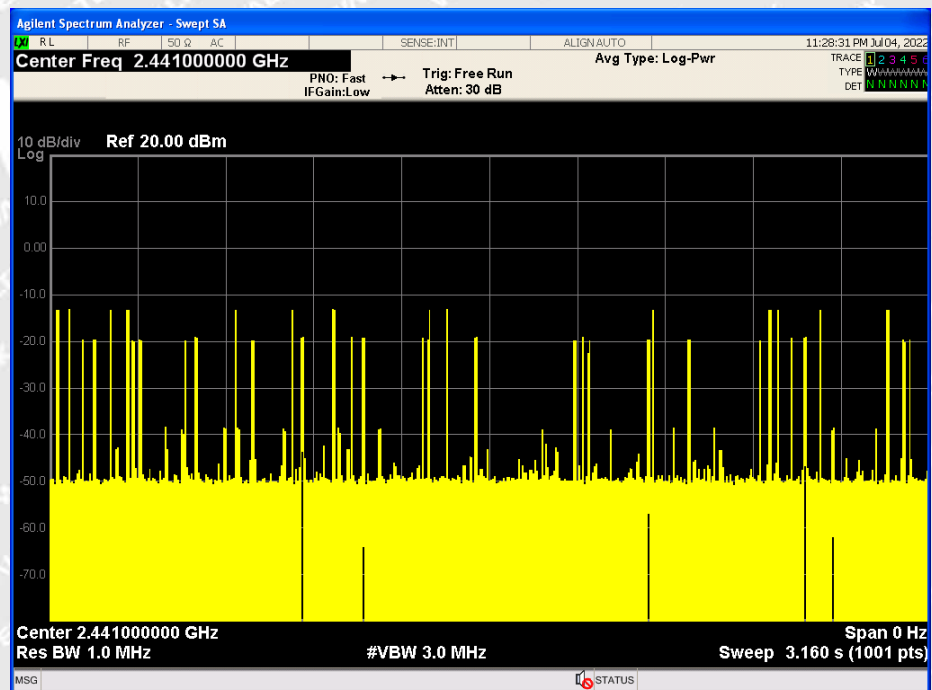 Agilent Spectrum Analyzer - Swept SA
LXI RL RF 50 Ω AC SENSE:INT ALIGNAUTO 11:28:31 PM Jul 04, 2022
Center Freq 2.441000000 GHz Avg Type: Log-Pwr TRACE 1 2 3 4 5 6
PNO: Fast Trig: Free Run TYPE WWWWWW
IFGain:Low Atten: 30 dB DET N N N N N N
10 dB/div Ref 20.00 dBm
Log
10.0
0.00
-10.0
-20.0
-30.0
-40.0
-50.0
-60.0
-70.0
Center 2.441000000 GHz Span 0 Hz
Res BW 1.0 MHz #VBW 3.0 MHz Sweep 3.160 s (1001 pts)
MSG STATUS